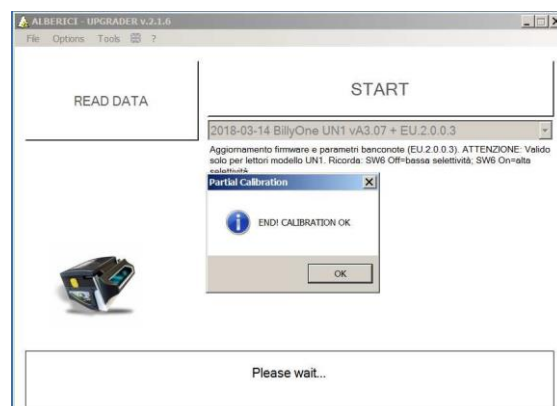 ALBERICI - UPGRADER v.2.1.6
File Options Tools ?
READ DATA
START
2018-03-14 BillyOne UN1 vA3.07 + EU.2.0.0.3
Aggiornamento firmware e parametri banconote (EU.2.0.0.3). ATTENZIONE: Valido
solo per lettori modello UN1. Ricorda: SW6 Off=bassa selettività; SW6 On=alta
selettività
Partial Calibration
END! CALIBRATION OK
OK
Please wait...